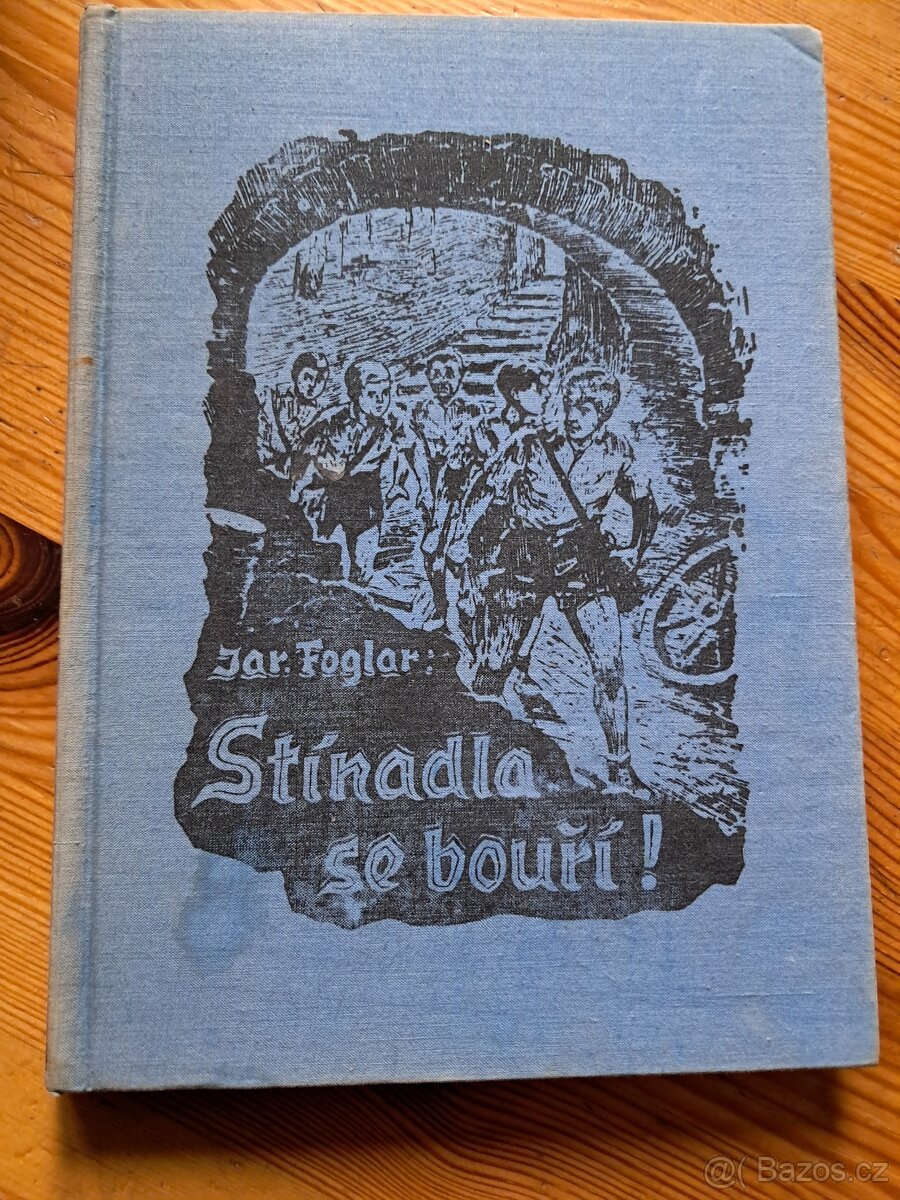 Jar. Foglar:
Stínadla
se bouří!
@( Bazos.cz